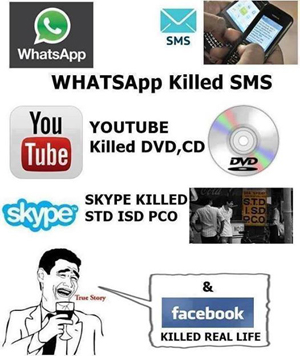 WhatsApp
SMS
WHATSApp Killed SMS
You
Tube
YOUTUBE
Killed DVD,CD
DVD
skype
SKYPE KILLED
STD ISD PCO
STD
ISD
PCO
True Story
&
facebook
KILLED REAL LIFE